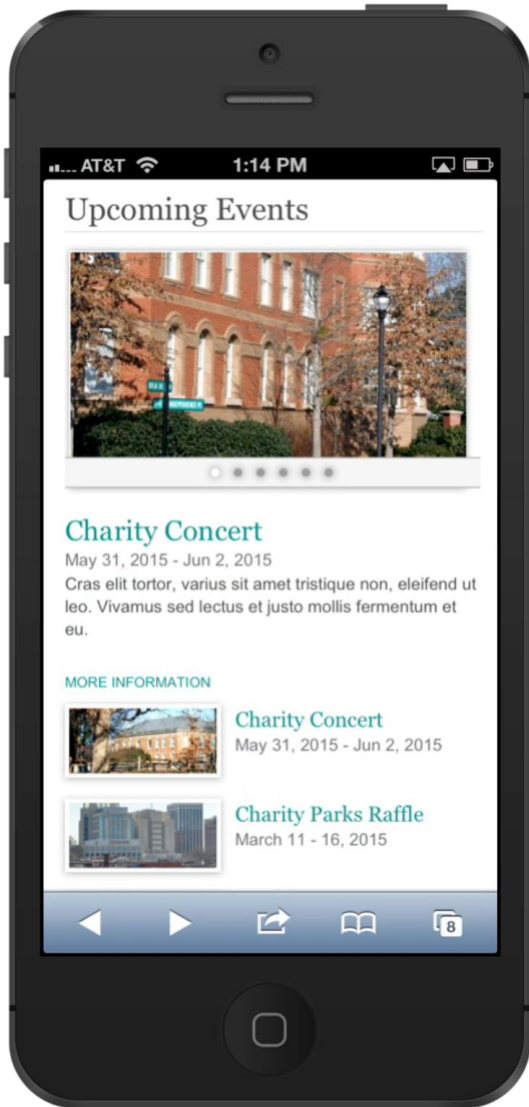 AT&T 1:14 PM
Upcoming Events
Charity Concert
May 31, 2015 - Jun 2, 2015
Cras elit tortor, varius sit amet tristique non, eleifend ut
leo. Vivamus sed lectus et justo mollis fermentum et
eu.
MORE INFORMATION
Charity Concert
May 31, 2015 - Jun 2, 2015
Charity Parks Raffle
March 11 - 16, 2015
8